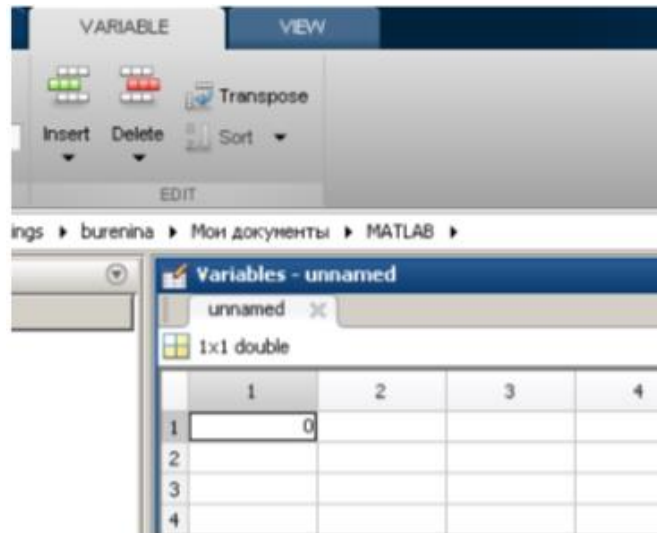 VARIABLE VIEW
Transpose
Insert Delete Sort
EDIT
ings burenina Мои документы MATLAB
Variables - unnamed
unnamed
1x1 double
1 2 3 4
1 0
2
3
4